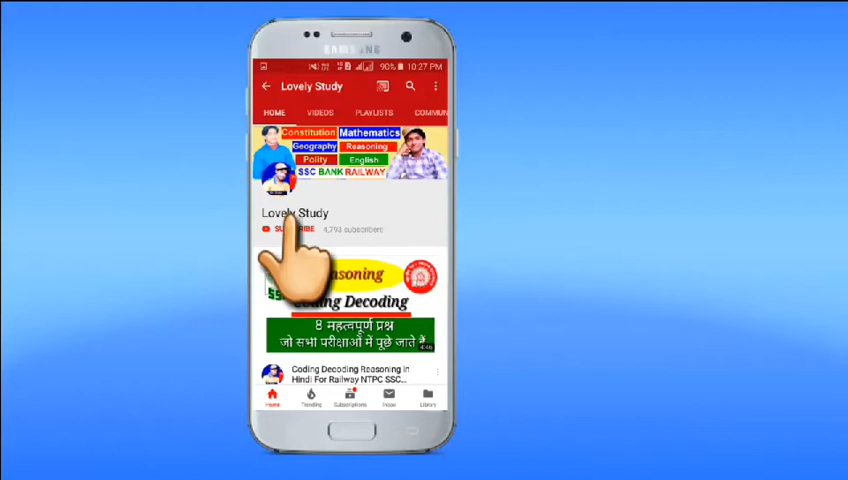 SAMSUNG
90% 10:27 PM
Lovely Study
HOME VIDEOS PLAYLISTS COMMUN
Constitution Mathematics
Geography Reasoning
Polity English
SSC BANK RAILWAY
Lovely Study
4,793 subscribers
Reasoning
Coding Decoding
8 महत्वपूर्ण प्रश्न
जो सभी परीक्षाओं में पूछे जाते हैं
4:46
Coding Decoding Reasoning in
Hindi For Railway NTPC SSC...
Home Trending Subscriptions Inbox Library